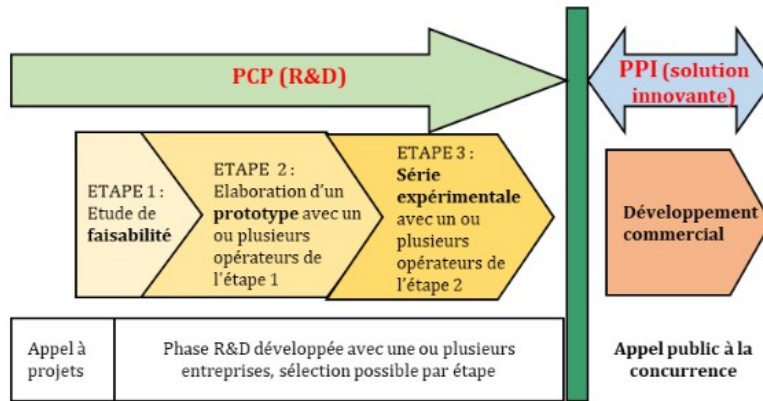 PCP (R&D)
PPI (solution
innovante)
ETAPE 1 :
Etude de
faisabilité
ETAPE 2 :
Elaboration d'un
prototype avec un
ou plusieurs
opérateurs de
l'étape 1
ETAPE 3 :
Série
expérimentale
avec un ou
plusieurs
opérateurs de
l'étape 2
Développement
commercial
Appel à
projets
Phase R&D développée avec une ou plusieurs
entreprises, sélection possible par étape
Appel public à la
concurrence